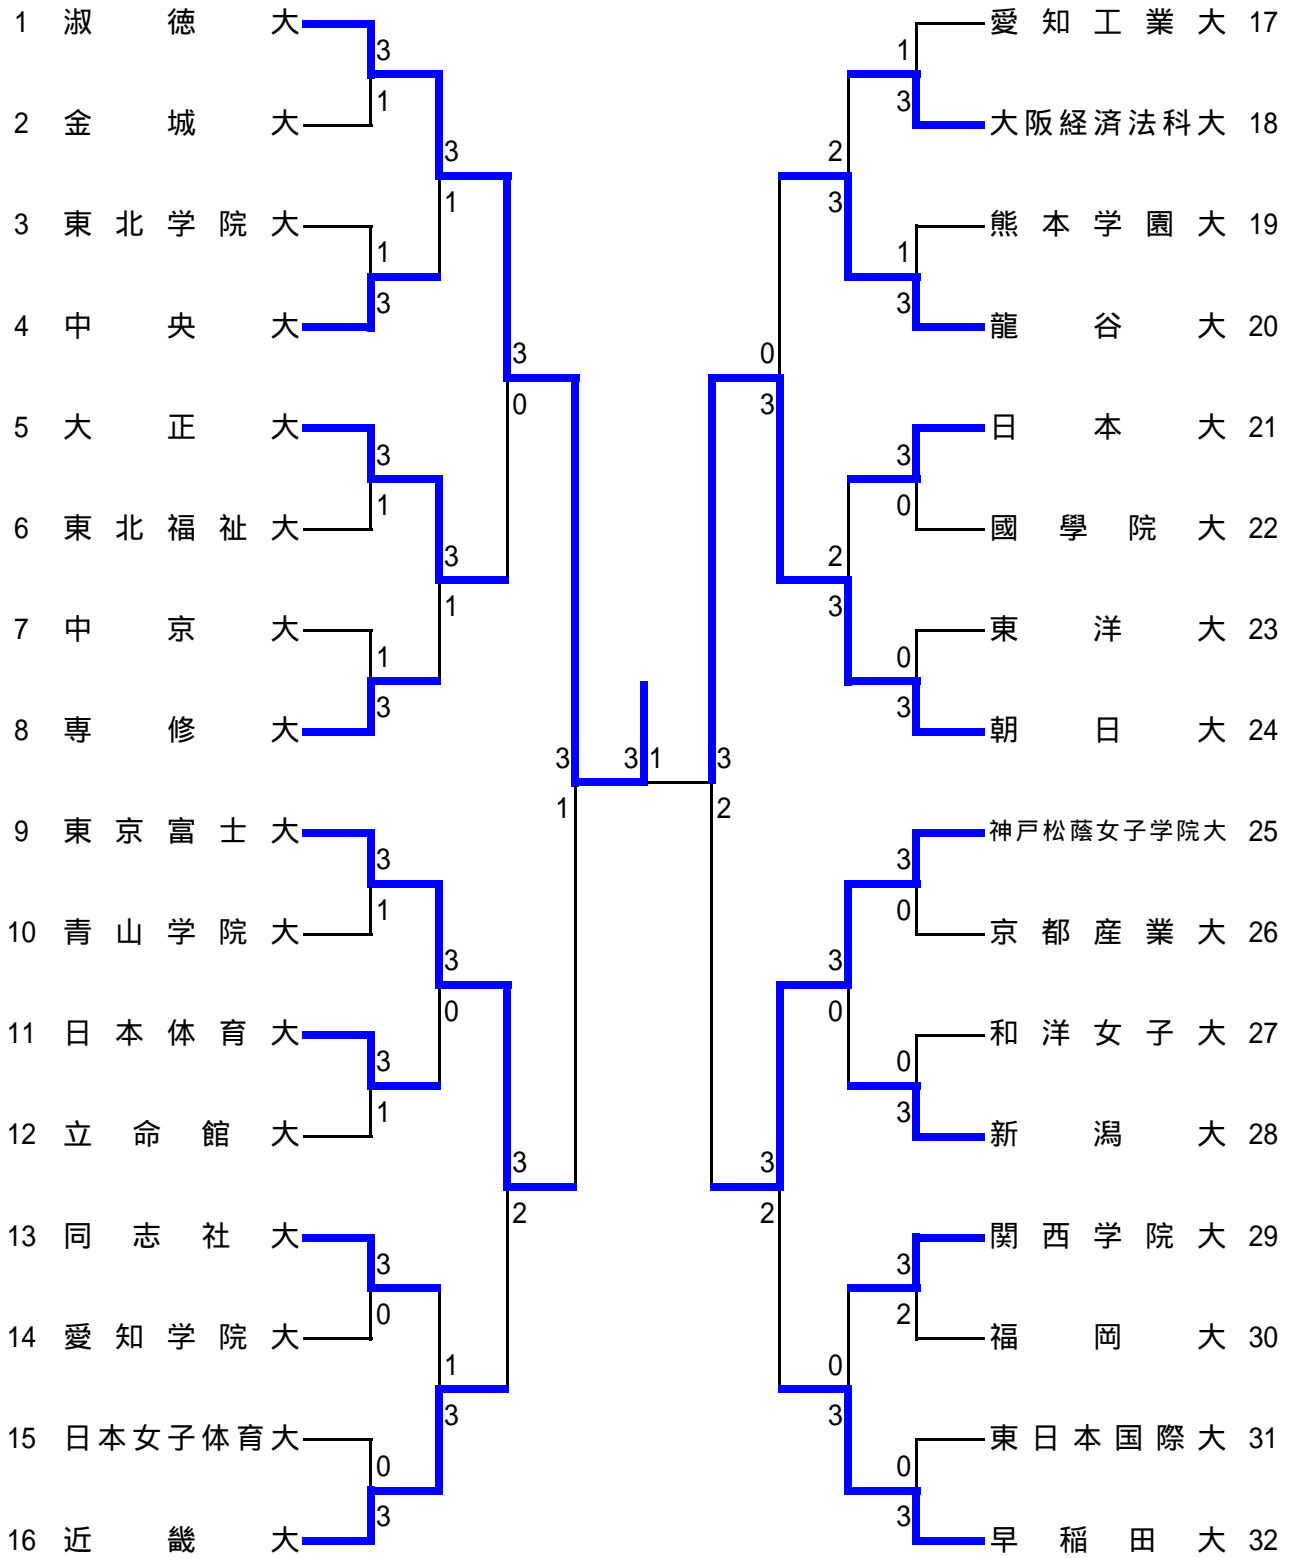 1 淑徳大 愛知工業大 17
3 1
1 3
2 金城大 大阪経済法科大 18
3 2
1 3
3 東北学院大 熊本学園大 19
1 1
3 3
4 中央大 龍谷大 20
3 0
0 3
5 大正大 日本大 21
3 3
1 0
6 東北福祉大 國學院大 22
3 2
1 3
7 中京大 東洋大 23
1 0
3 3
8 専修大 朝日大 24
3 3 1 3
1 2
9 東京富士大 神戸松蔭女子学院大 25
3 3
1 0
10 青山学院大 京都産業大 26
3 3
0 0
11 日本体育大 和洋女子大 27
3 0
1 3
12 立命館大 新潟大 28
3 3
2 2
13 同志社大 関西学院大 29
3 3
0 2
14 愛知学院大 福岡大 30
1 0
3 3
15 日本女子体育大 東日本国際大 31
0 0
3 3
16 近畿大 早稲田大 32